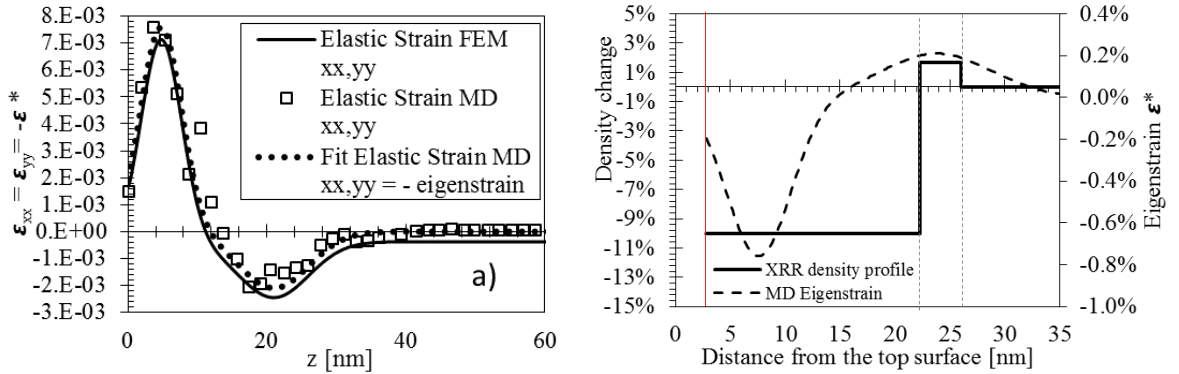 8.E-03
7.E-03
6.E-03
5.E-03
4.E-03
3.E-03
2.E-03
1.E-03
0.E+00
-1.E-03
-2.E-03
-3.E-03
εxx = εyy = -ε*
Elastic Strain FEM
xx,yy
Elastic Strain MD
xx,yy
Fit Elastic Strain MD
xx,yy = - eigenstrain
a)
0 20 40 60
z [nm]
5%
3%
1%
-1%
-3%
-5%
-7%
-9%
-11%
-13%
-15%
Density change
XRR density profile
MD Eigenstrain
0.4%
0.2%
0.0%
-0.2%
-0.4%
-0.6%
-0.8%
-1.0%
Eigenstrain ε*
0 5 10 15 20 25 30 35
Distance from the top surface [nm]